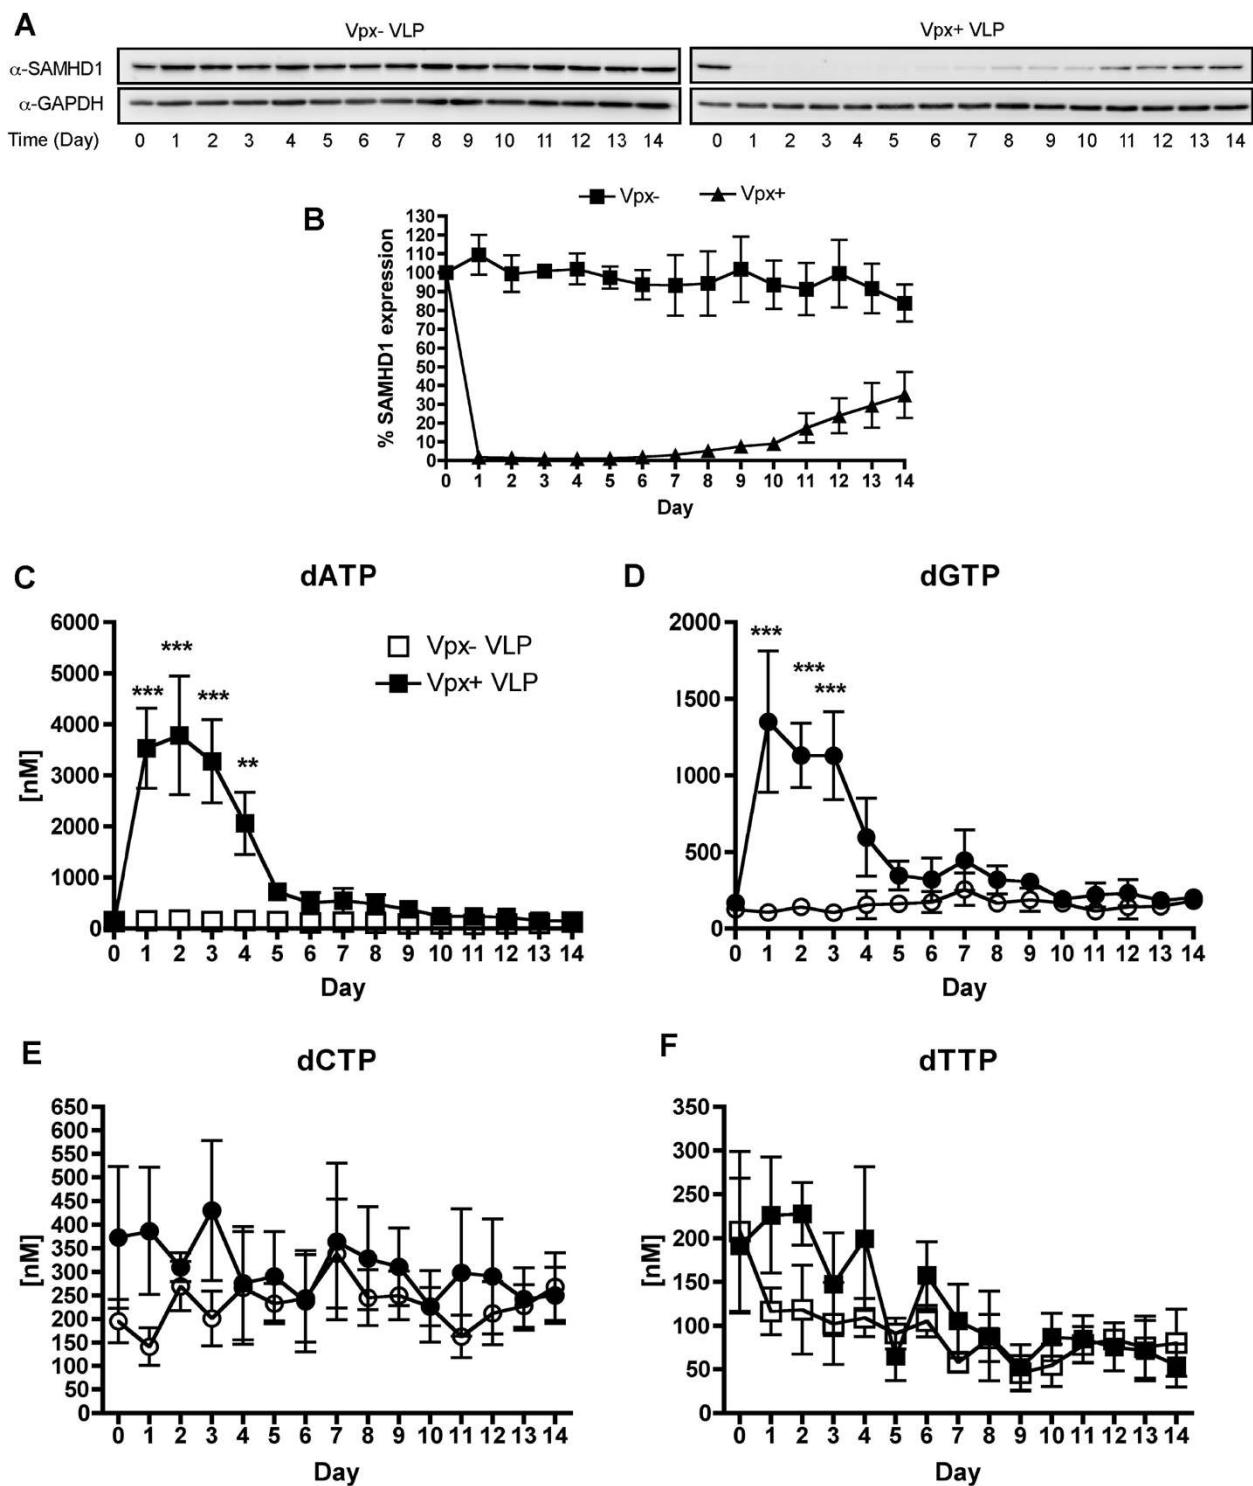 A
Vpx- VLP
Vpx+ VLP
α-SAMHD1
α-GAPDH
Time (Day) 0 1 2 3 4 5 6 7 8 9 10 11 12 13 14 0 1 2 3 4 5 6 7 8 9 10 11 12 13 14
B
Vpx- Vpx+
% SAMHD1 expression
130
120
110
100
90
80
70
60
50
40
30
20
10
0
0 1 2 3 4 5 6 7 8 9 10 11 12 13 14
Day
C
dATP
[nM]
6000
5000
4000
3000
2000
1000
0
***
***
***
**
Vpx- VLP
Vpx+ VLP
0 1 2 3 4 5 6 7 8 9 10 11 12 13 14
Day
D
dGTP
2000
1500
1000
500
0
***
***
***
0 1 2 3 4 5 6 7 8 9 10 11 12 13 14
Day
E
dCTP
[nM]
650
600
550
500
450
400
350
300
250
200
150
100
50
0
0 1 2 3 4 5 6 7 8 9 10 11 12 13 14
Day
F
dTTP
[nM]
350
300
250
200
150
100
50
0
0 1 2 3 4 5 6 7 8 9 10 11 12 13 14
Day